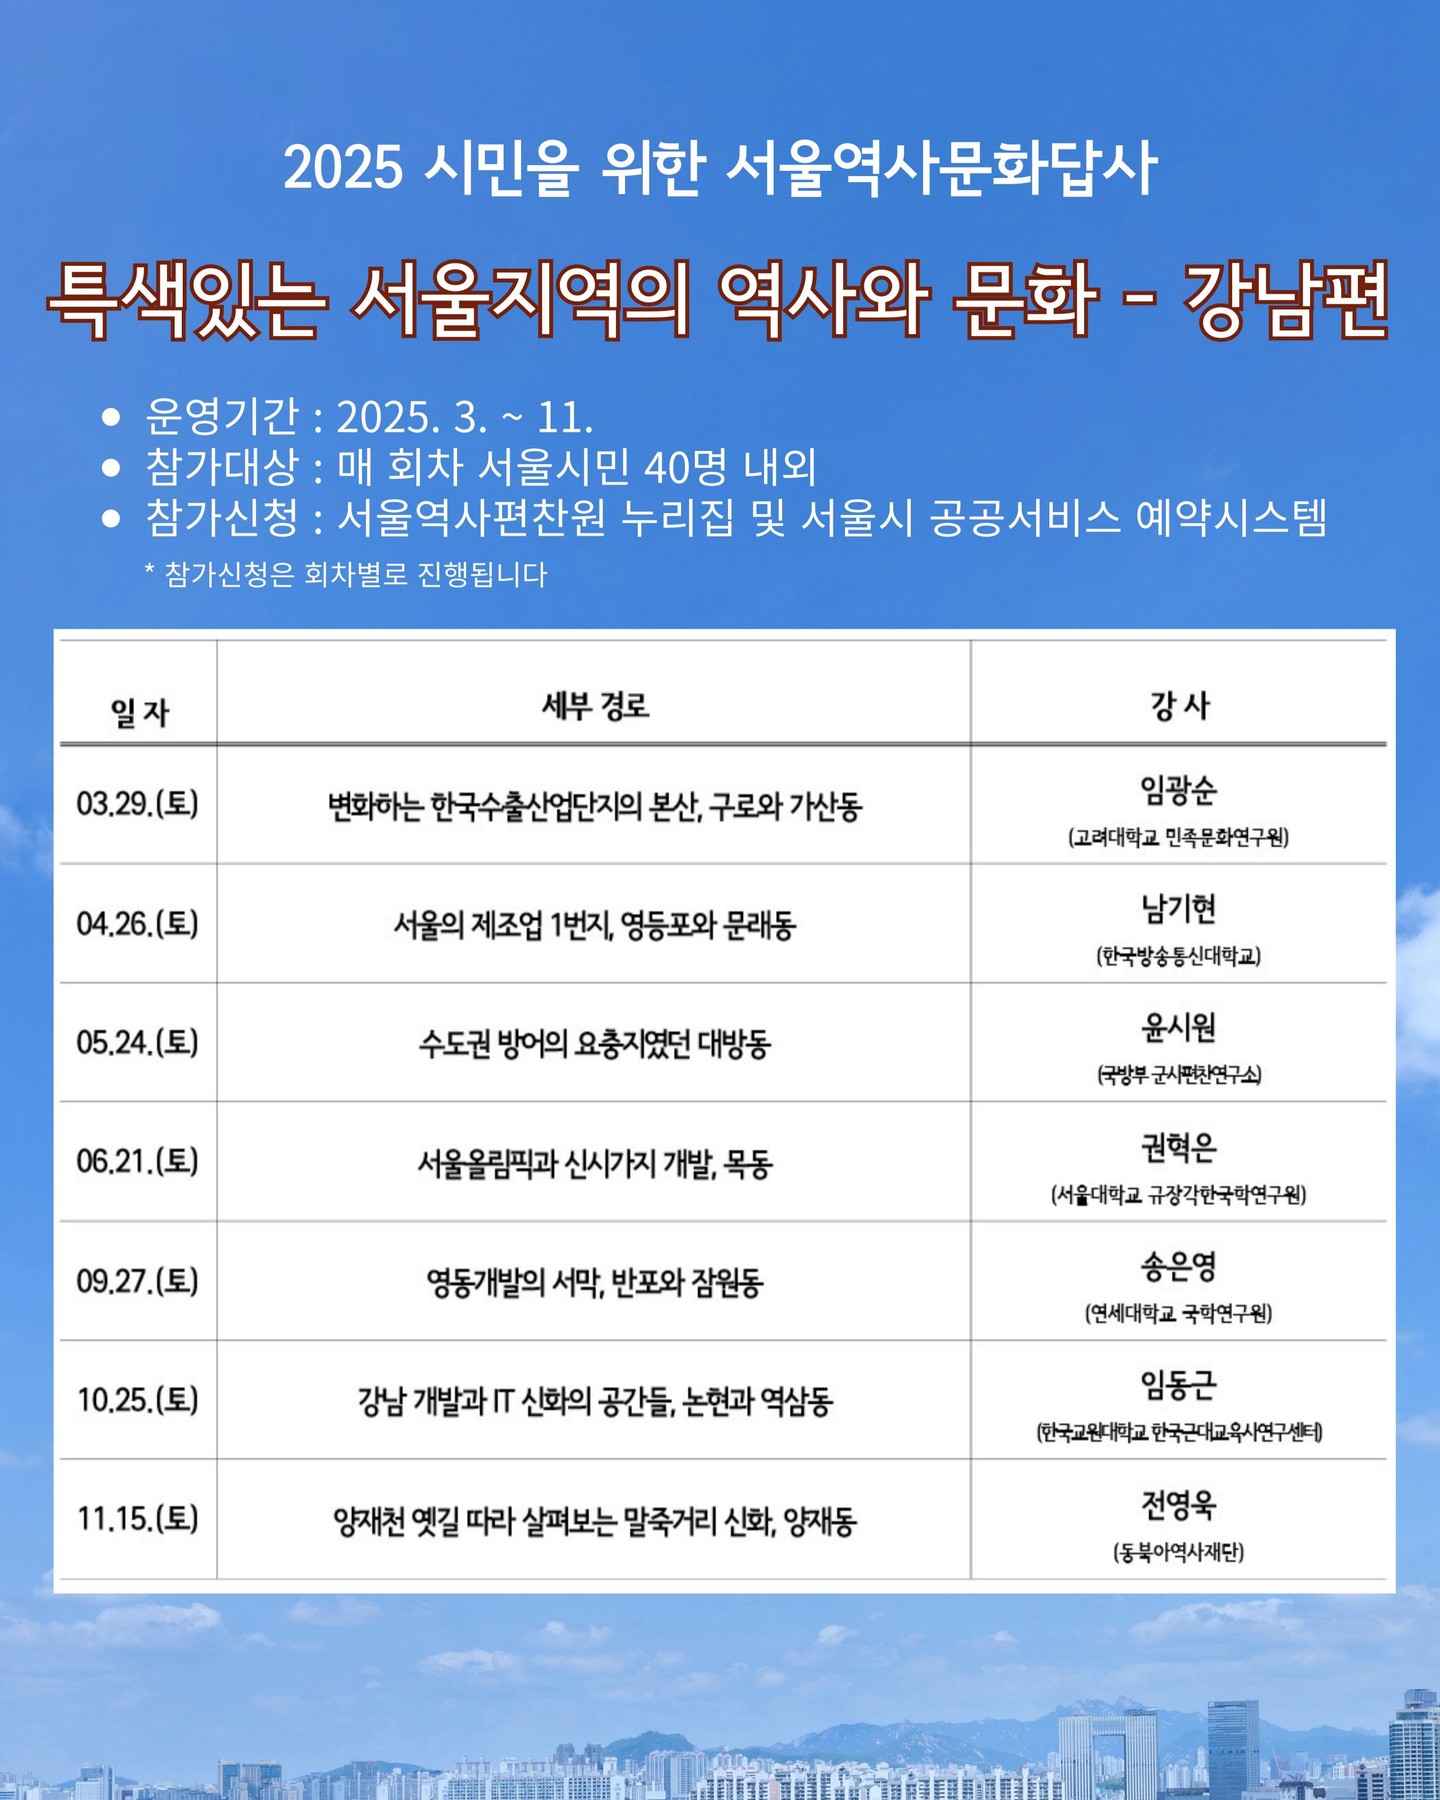 2025 시민을 위한 서울역사문화답사
특색있는 서울지역의 역사와 문화 - 강남편
● 운영기간 : 2025. 3. ~ 11.
● 참가대상 : 매 회차 서울시민 40명 내외
● 참가신청 : 서울역사편찬원 누리집 및 서울시 공공서비스 예약시스템
* 참가신청은 회차별로 진행됩니다
일 자 세부 경로 강 사
03.29.(토) 변화하는 한국수출산업단지의 본산, 구로와 가산동 임광순
(고려대학교 민족문화연구원)
04.26.(토) 서울의 제조업 1번지, 영등포와 문래동 남기현
(한국방송통신대학교)
05.24.(토) 수도권 방어의 요충지였던 대방동 윤시원
(국방부 군사편찬연구소)
06.21.(토) 서울올림픽과 신시가지 개발, 목동 권혁은
(서울대학교 규장각한국학연구원)
09.27.(토) 영동개발의 서막, 반포와 잠원동 송은영
(연세대학교 국학연구원)
10.25.(토) 강남 개발과 IT 신화의 공간들, 논현과 역삼동 임동근
(한국교원대학교 한국근대교육사연구센터)
11.15.(토) 양재천 옛길 따라 살펴보는 말죽거리 신화, 양재동 전영욱
(동북아역사재단)